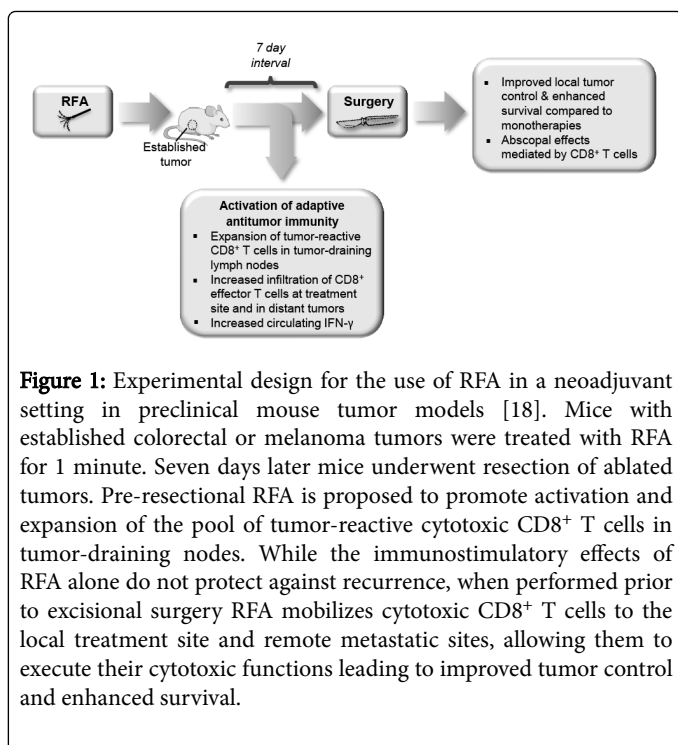 7 day
interval
RFA
Surgery
Established
tumor
▪ Improved local tumor
control & enhanced
survival compared to
monotherapies
▪ Abscopal effects
mediated by CD8⁺ T cells
Activation of adaptive
antitumor immunity
▪ Expansion of tumor-reactive
CD8⁺ T cells in tumor-draining
lymph nodes
▪ Increased infiltration of CD8⁺
effector T cells at treatment
site and in distant tumors
▪ Increased circulating IFN-γ
Figure 1: Experimental design for the use of RFA in a neoadjuvant
setting in preclinical mouse tumor models [18]. Mice with
established colorectal or melanoma tumors were treated with RFA
for 1 minute. Seven days later mice underwent resection of ablated
tumors. Pre-resectional RFA is proposed to promote activation and
expansion of the pool of tumor-reactive cytotoxic CD8⁺ T cells in
tumor-draining nodes. While the immunostimulatory effects of
RFA alone do not protect against recurrence, when performed prior
to excisional surgery RFA mobilizes cytotoxic CD8⁺ T cells to the
local treatment site and remote metastatic sites, allowing them to
execute their cytotoxic functions leading to improved tumor control
and enhanced survival.